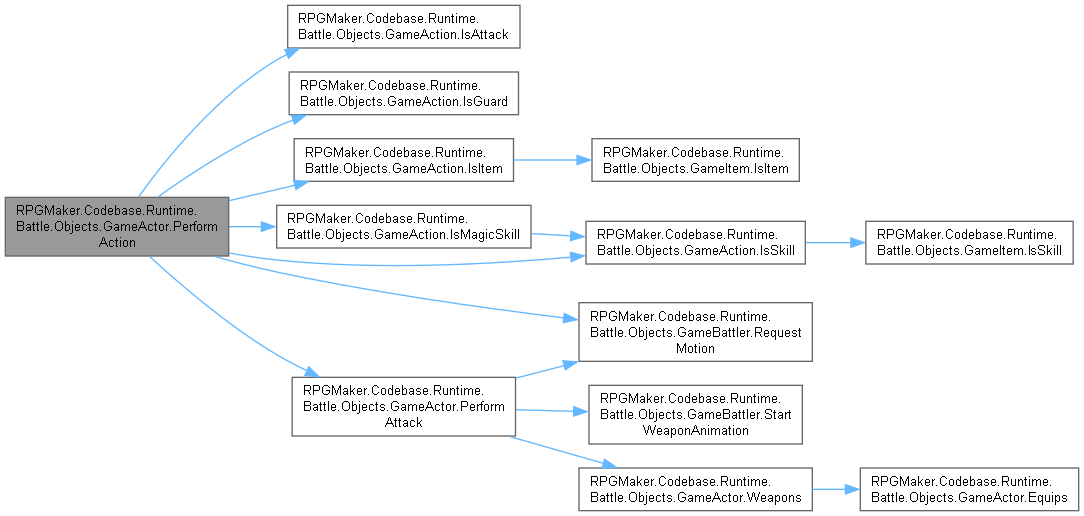 RPGMaker.Codebase.Runtime.
Battle.Objects.GameActor.Perform
Action
RPGMaker.Codebase.Runtime.
Battle.Objects.GameAction.IsAttack
RPGMaker.Codebase.Runtime.
Battle.Objects.GameAction.IsGuard
RPGMaker.Codebase.Runtime.
Battle.Objects.GameAction.IsItem
RPGMaker.Codebase.Runtime.
Battle.Objects.GameItem.IsItem
RPGMaker.Codebase.Runtime.
Battle.Objects.GameAction.IsMagicSkill
RPGMaker.Codebase.Runtime.
Battle.Objects.GameAction.IsSkill
RPGMaker.Codebase.Runtime.
Battle.Objects.GameItem.IsSkill
RPGMaker.Codebase.Runtime.
Battle.Objects.GameBattler.Request
Motion
RPGMaker.Codebase.Runtime.
Battle.Objects.GameActor.Perform
Attack
RPGMaker.Codebase.Runtime.
Battle.Objects.GameBattler.Start
WeaponAnimation
RPGMaker.Codebase.Runtime.
Battle.Objects.GameActor.Weapons
RPGMaker.Codebase.Runtime.
Battle.Objects.GameActor.Equips